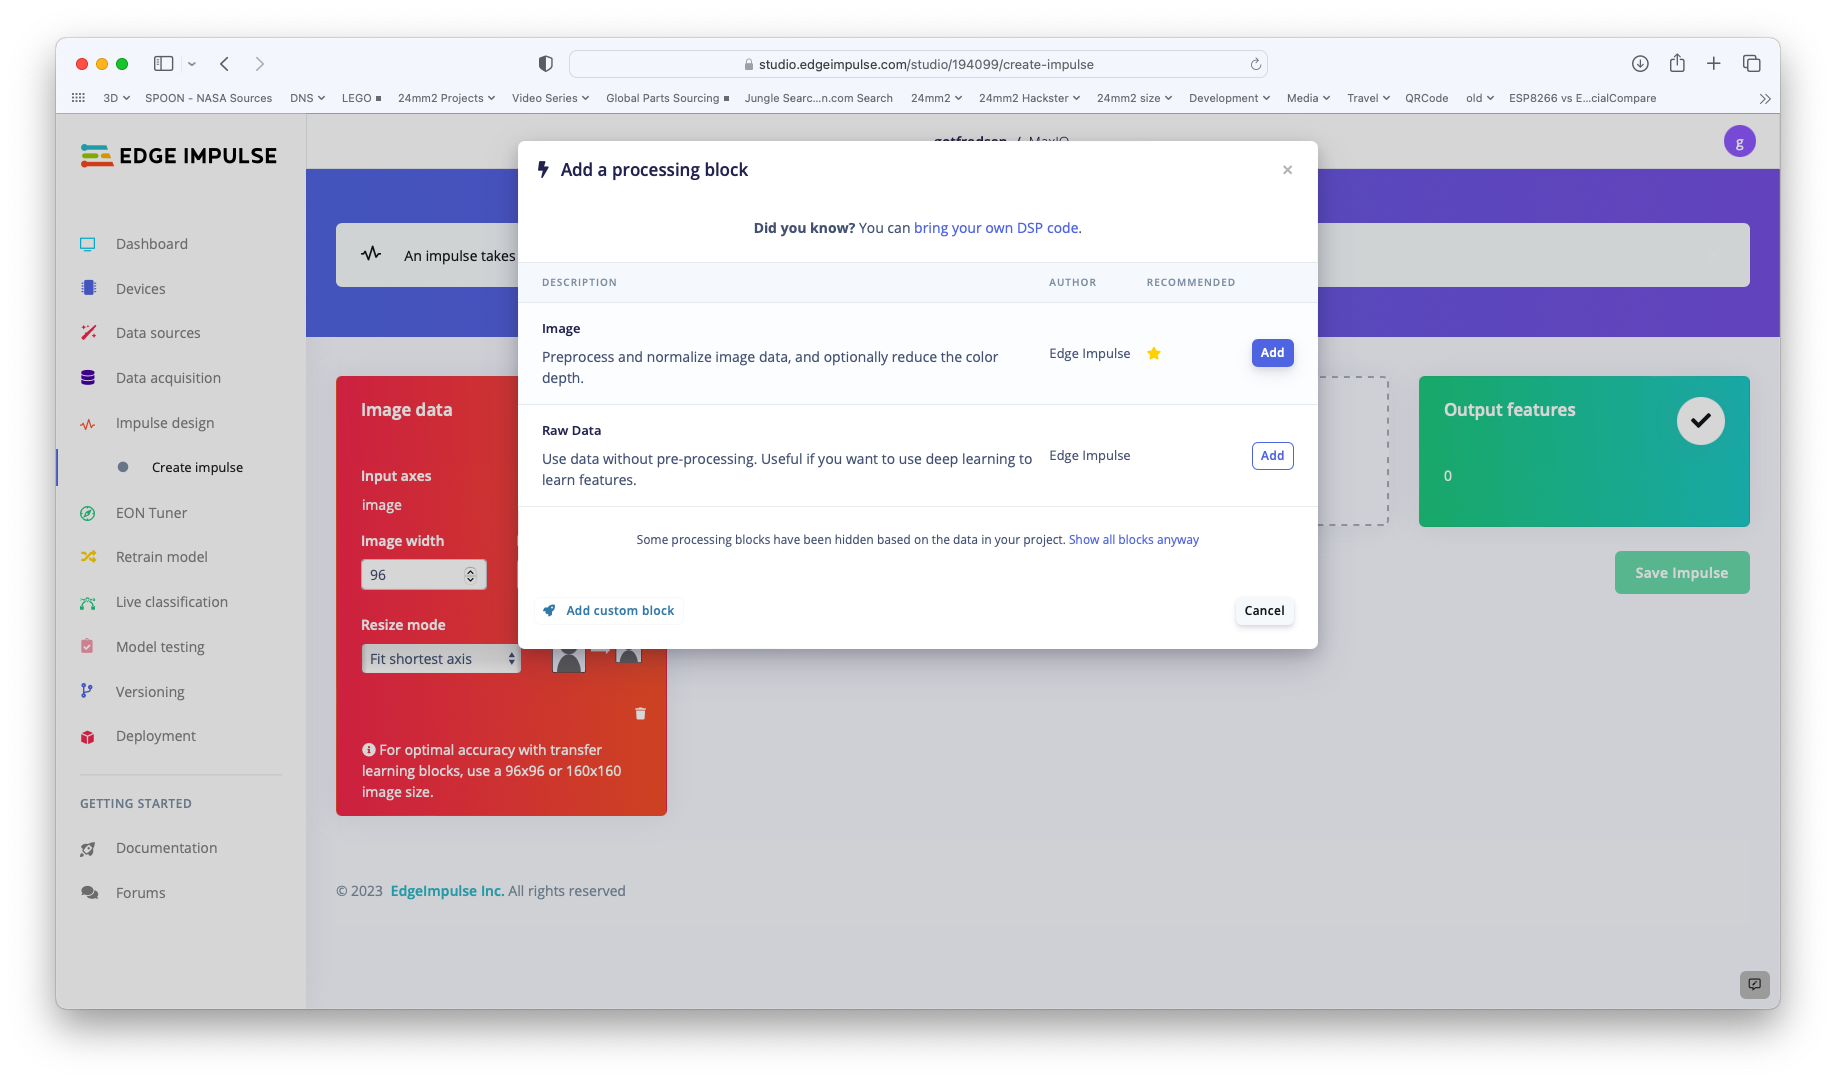 studio.edgeimpulse.com/studio/194099/create-impulse
3D
SPOON - NASA Sources
DNS
LEGO
24mm2 Projects
Video Series
Global Parts Sourcing
Jungle Searc...n.com Search
24mm2
24mm2 Hackster
24mm2 size
Development
Media
Travel
QRCode
old
ESP8266 vs E...cialCompare
EDGE IMPULSE
gotfredsen / MaxIQ
g
Dashboard
Devices
Data sources
Data acquisition
Impulse design
Create impulse
EON Tuner
Retrain model
Live classification
Model testing
Versioning
Deployment
GETTING STARTED
Documentation
Forums
An impulse takes
Add a processing block
×
Did you know? You can bring your own DSP code.
DESCRIPTION
AUTHOR
RECOMMENDED
Image
Preprocess and normalize image data, and optionally reduce the color
depth.
Edge Impulse
Add
Raw Data
Use data without pre-processing. Useful if you want to use deep learning to
learn features.
Edge Impulse
Add
Some processing blocks have been hidden based on the data in your project. Show all blocks anyway
Add custom block
Cancel
Image data
Input axes
image
Image width
96
Resize mode
Fit shortest axis
For optimal accuracy with transfer
learning blocks, use a 96x96 or 160x160
image size.
Output features
0
Save Impulse
© 2023 EdgeImpulse Inc. All rights reserved